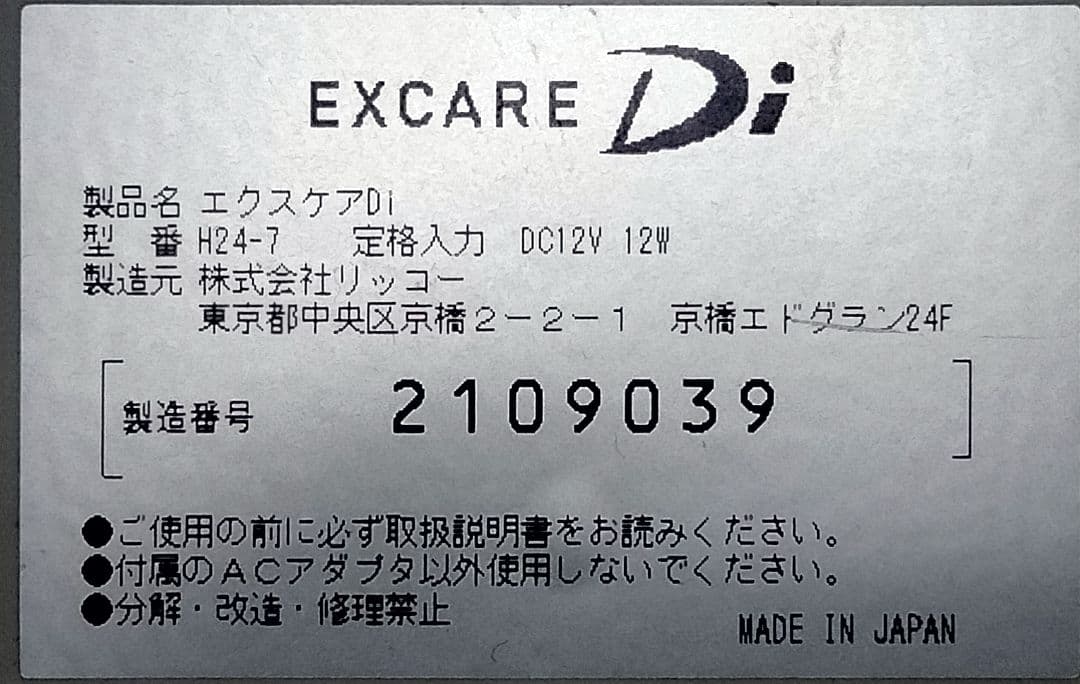 EXCARE Di
製品名 エクスケアDi
型　番 H24-7　　定格入力　DC12V 12W
製造元 株式会社リッコー
東京都中央区京橋２－２－１　京橋エドグラン24F
製造番号　2109039
●ご使用の前に必ず取扱説明書をお読みください。
●付属のＡＣアダプタ以外使用しないでください。
●分解・改造・修理禁止
MADE IN JAPAN